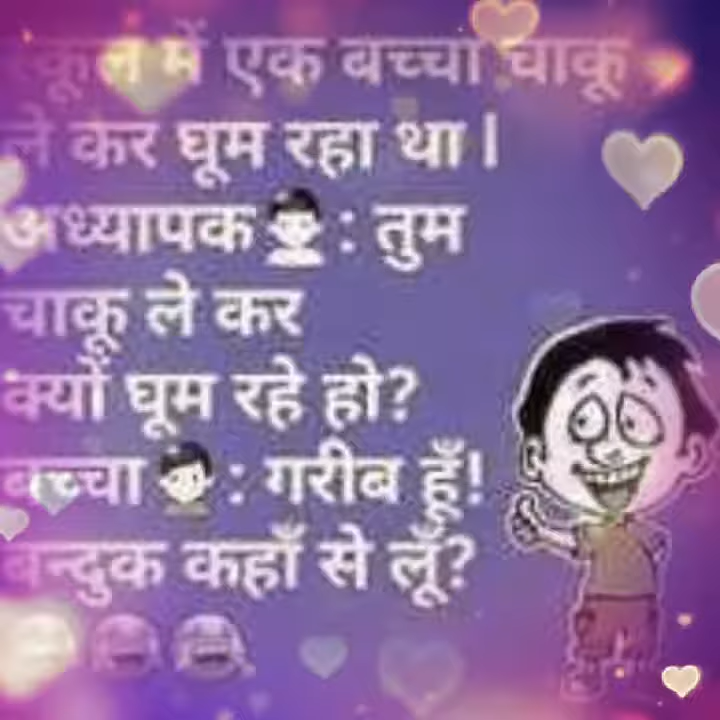 स्कूल में एक बच्चा चाकू
ले कर घूम रहा था।
अध्यापक : तुम
चाकू ले कर
क्यों घूम रहे हो?
बच्चा : गरीब हूँ!
बन्दुक कहाँ से लूँ?